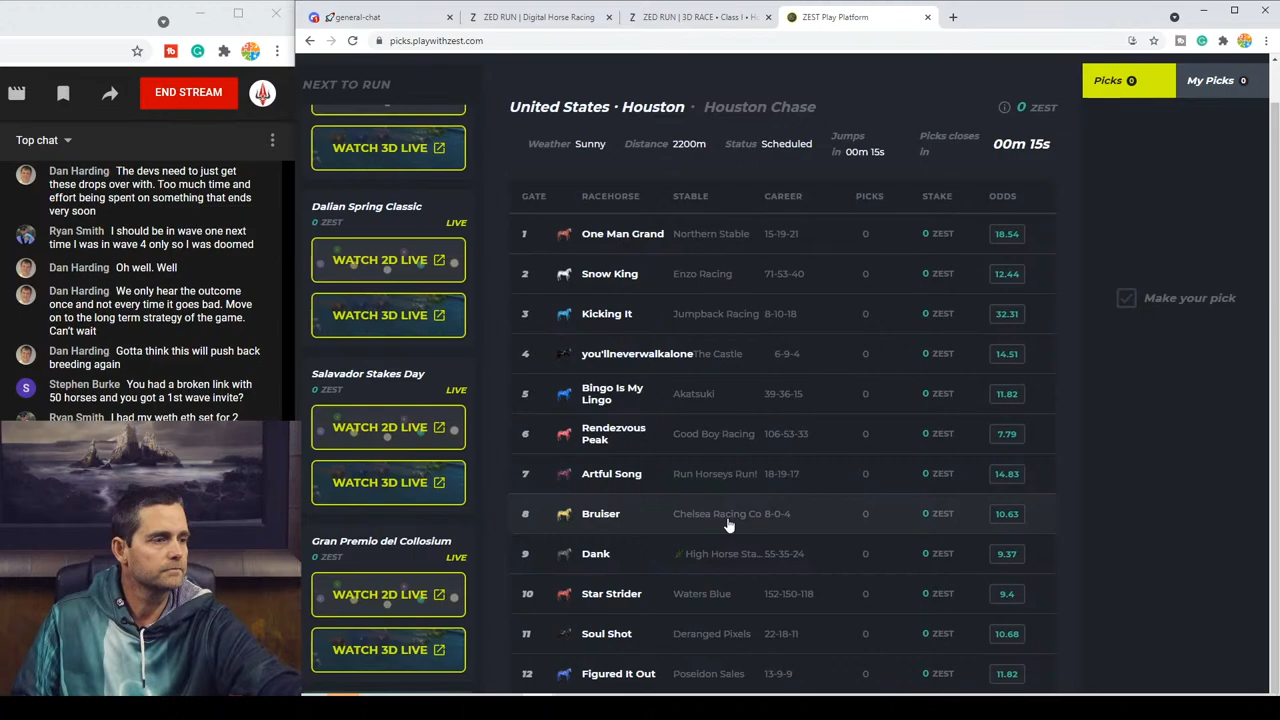 general-chat
ZED RUN | Digital Horse Racing
ZED RUN | 3D RACE • Class I • H
ZEST Play Platform
picks.playwithzest.com
END STREAM
Top chat
Dan Harding The devs need to just get
these drops over with. Too much time and
effort being spent on something that ends
very soon
Ryan Smith I should be in wave one next
time I was in wave 4 only so I was doomed
Dan Harding Oh well. Well
Dan Harding We only hear the outcome
once and not every time it goes bad. Move
on to the long term strategy of the game.
Can't wait
Dan Harding Gotta think this will push back
breeding again
S
Stephen Burke You had a broken link with
50 horses and you got a 1st wave invite?
Ryan Smith I had my weth eth set for 2
NEXT TO RUN
WATCH 3D LIVE
Dalian Spring Classic
0 ZEST LIVE
WATCH 2D LIVE
WATCH 3D LIVE
Salavador Stakes Day
0 ZEST LIVE
WATCH 2D LIVE
WATCH 3D LIVE
Gran Premio del Collosium
0 ZEST LIVE
WATCH 2D LIVE
WATCH 3D LIVE
United States · Houston · Houston Chase
0 ZEST
Weather Sunny Distance 2200m Status Scheduled
Jumps
in 00m 15s
Picks closes
in
00m 15s
GATE RACEHORSE STABLE CAREER PICKS STAKE ODDS
1 One Man Grand Northern Stable 15-19-21 0 0 ZEST 18.54
2 Snow King Enzo Racing 71-53-40 0 0 ZEST 12.44
3 Kicking It Jumpback Racing 8-10-18 0 0 ZEST 32.31
4 you'llneverwalkalone The Castle 6-9-4 0 0 ZEST 14.51
5 Bingo Is My
Lingo Akatsuki 39-36-15 0 0 ZEST 11.82
6 Rendezvous
Peak Good Boy Racing 106-53-33 0 0 ZEST 7.79
7 Artful Song Run Horseys Run! 18-19-17 0 0 ZEST 14.83
8 Bruiser Chelsea Racing Co 8-0-4 0 0 ZEST 10.63
9 Dank High Horse Sta... 55-35-24 0 0 ZEST 9.37
10 Star Strider Waters Blue 152-150-118 0 0 ZEST 9.4
11 Soul Shot Deranged Pixels 22-18-11 0 0 ZEST 10.68
12 Figured It Out Poseidon Sales 13-9-9 0 0 ZEST 11.82
Picks 0
My Picks 0
Make your pick